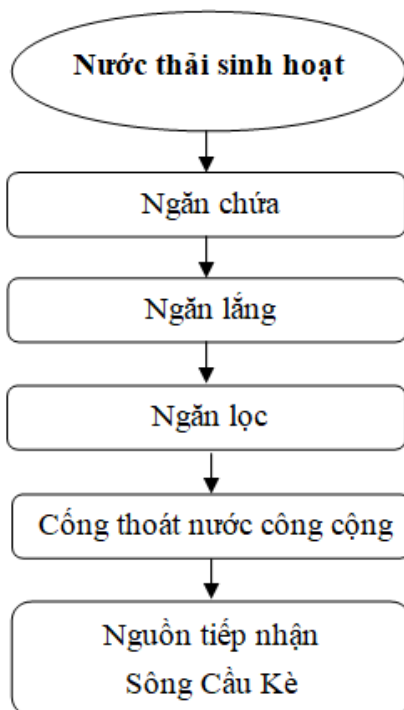 Nước thải sinh hoạt
Ngăn chứa
Ngăn lắng
Ngăn lọc
Cống thoát nước công cộng
Nguồn tiếp nhận
Sông Cầu Kè